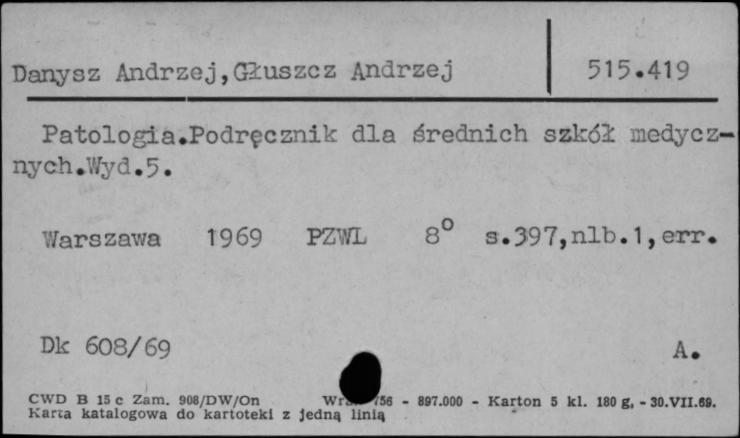 Danysz Andrzej,Głuszcz Andrzej 515.419
Patologia.Podręcznik dla średnich szkół medycz-
nych.Wyd.5.
Warszawa 1969 PZWL 8° s.397,nlb.1,err.
Dk 608/69 A.
CWD B 15 c Zam. 908/DW/On /56 - 897.000 - Karton 5 kl. 180 g. - 30.VII.69.
Karta katalogowa do kartoteki z jedną linią